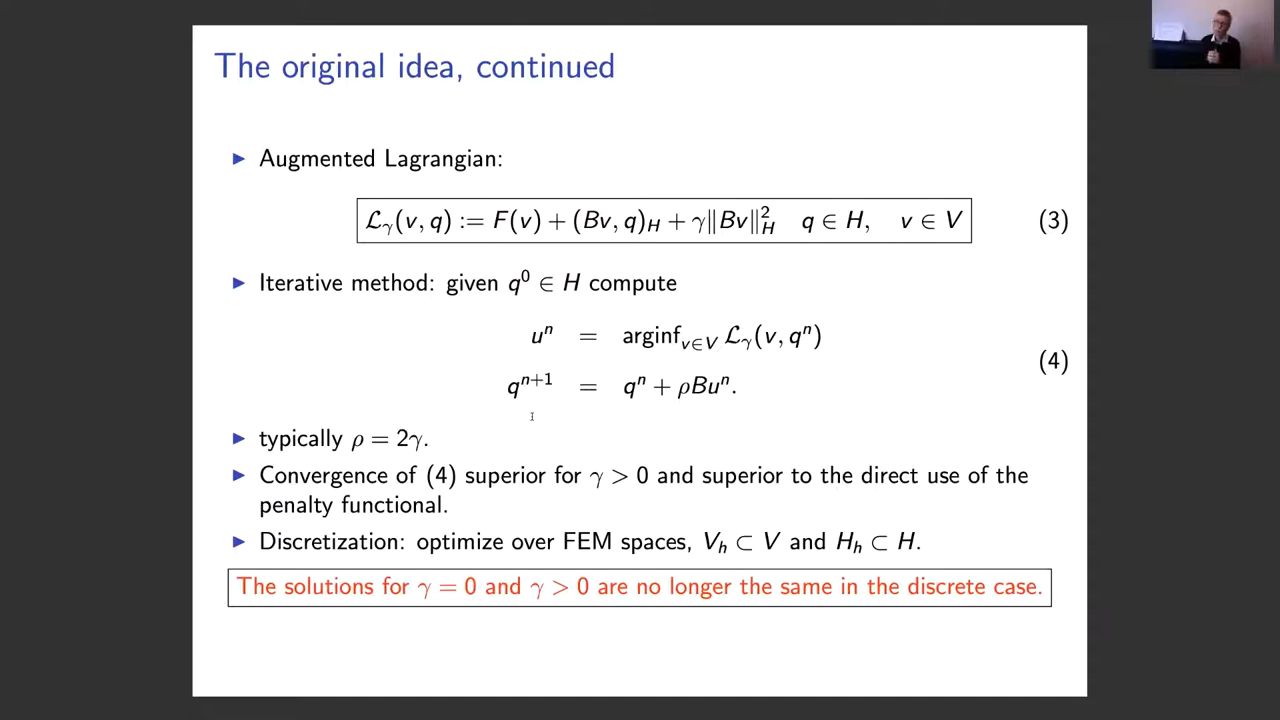 The original idea, continued
▶ Augmented Lagrangian:
ℒ_γ(v, q) := F(v) + (Bv, q)_H + γ‖Bv‖²_H   q ∈ H,   v ∈ V   (3)
▶ Iterative method: given q⁰ ∈ H compute
uⁿ = arginf_{v∈V} ℒ_γ(v, qⁿ)
(4)
qⁿ⁺¹ = qⁿ + ρBuⁿ.
▶ typically ρ = 2γ.
▶ Convergence of (4) superior for γ > 0 and superior to the direct use of the
penalty functional.
▶ Discretization: optimize over FEM spaces, V_h ⊂ V and H_h ⊂ H.
The solutions for γ = 0 and γ > 0 are no longer the same in the discrete case.